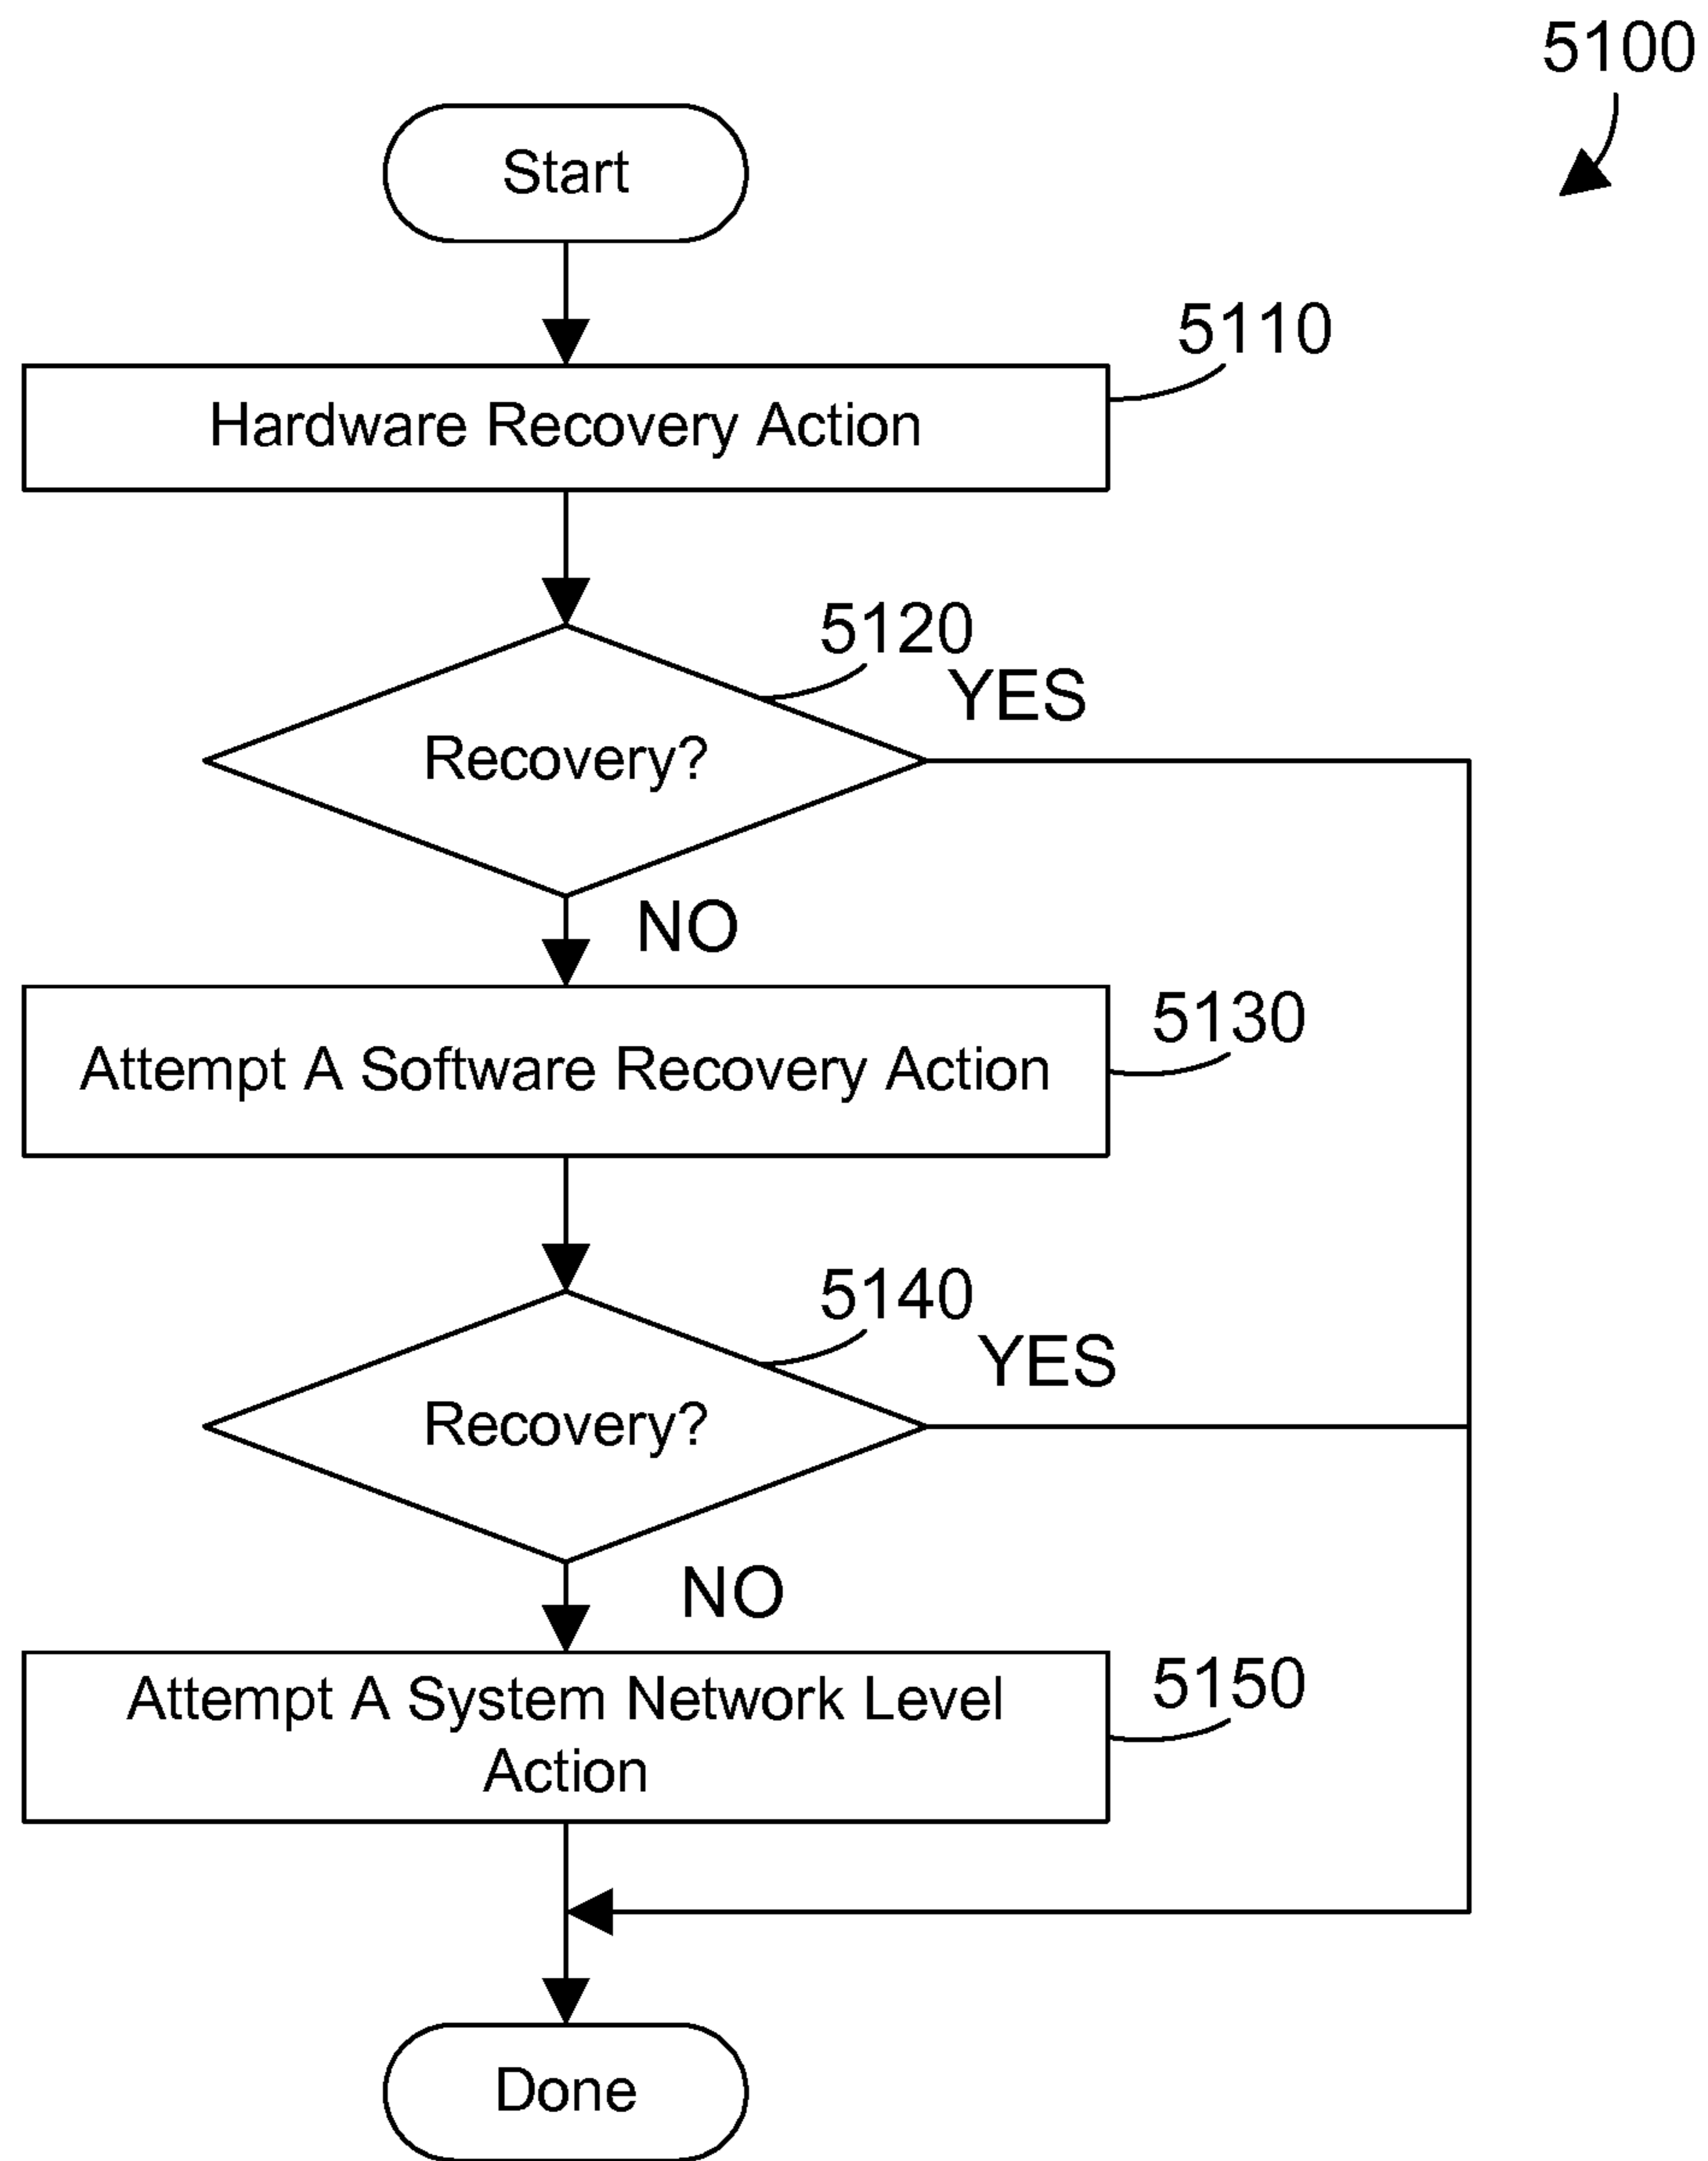 5100
Start
5110
Hardware Recovery Action
5120
YES
Recovery?
NO
5130
Attempt A Software Recovery Action
5140
YES
Recovery?
NO
5150
Attempt A System Network Level
Action
Done